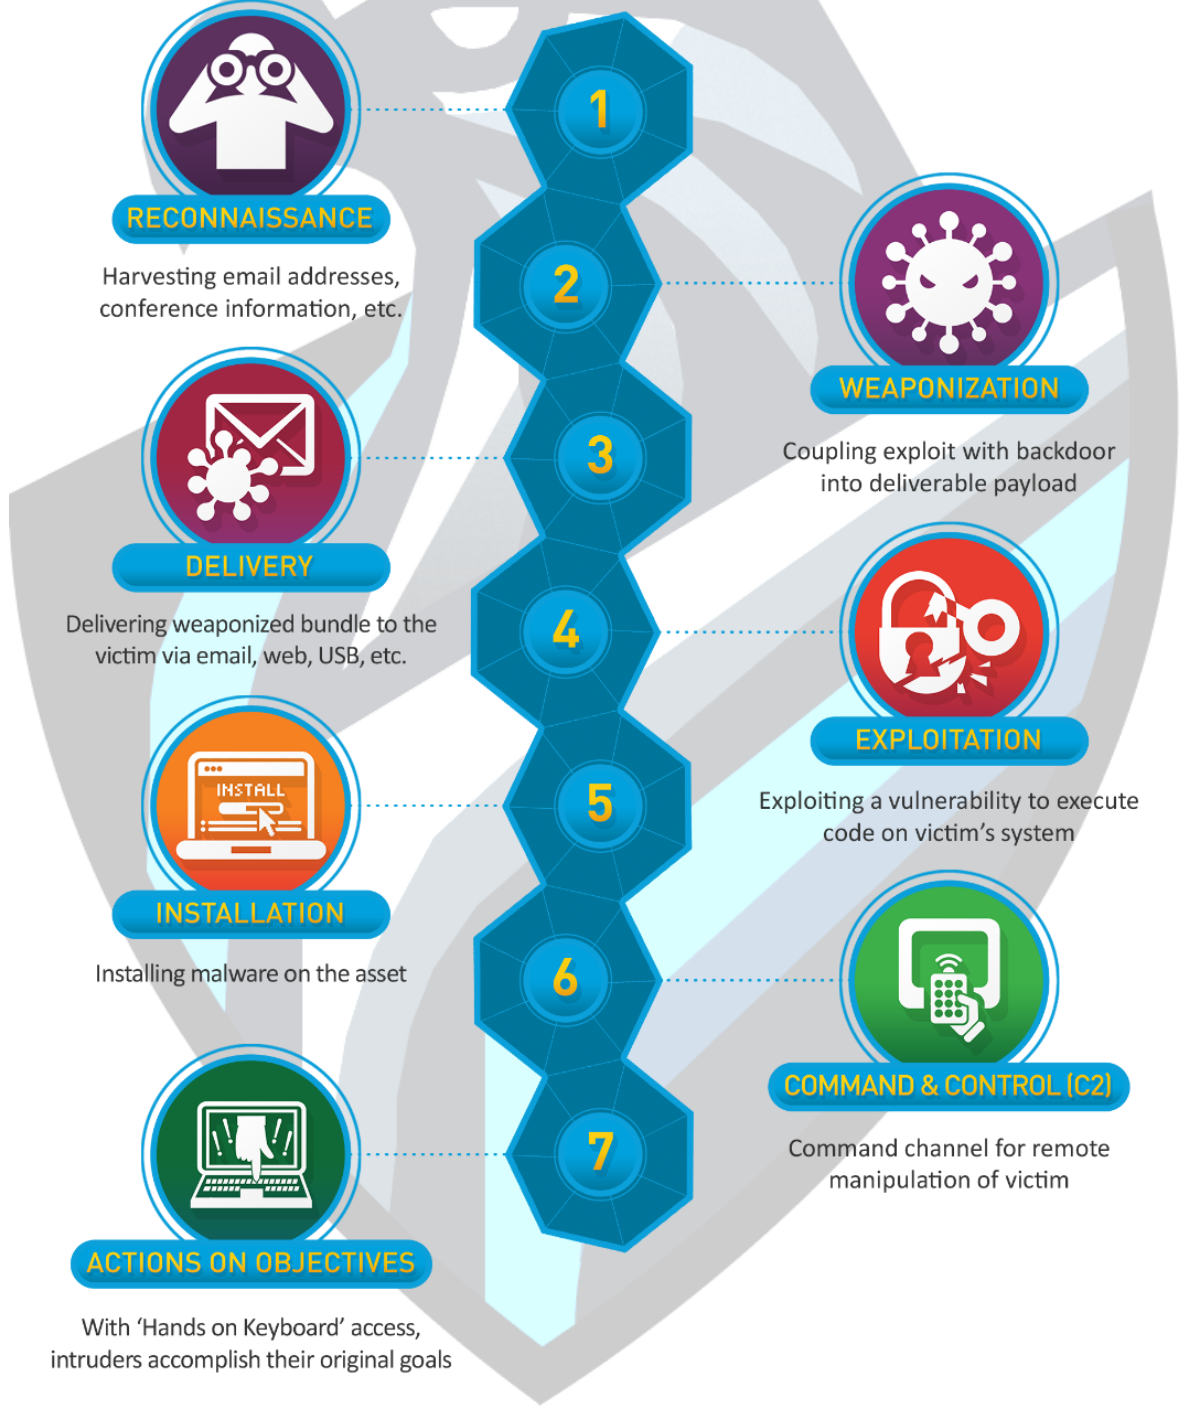 1
RECONNAISSANCE
Harvesting email addresses,
conference information, etc.
2
WEAPONIZATION
Coupling exploit with backdoor
into deliverable payload
3
DELIVERY
Delivering weaponized bundle to the
victim via email, web, USB, etc.
4
EXPLOITATION
Exploiting a vulnerability to execute
code on victim’s system
5
INSTALL
INSTALLATION
Installing malware on the asset
6
COMMAND & CONTROL (C2)
Command channel for remote
manipulation of victim
7
ACTIONS ON OBJECTIVES
With ‘Hands on Keyboard’ access,
intruders accomplish their original goals